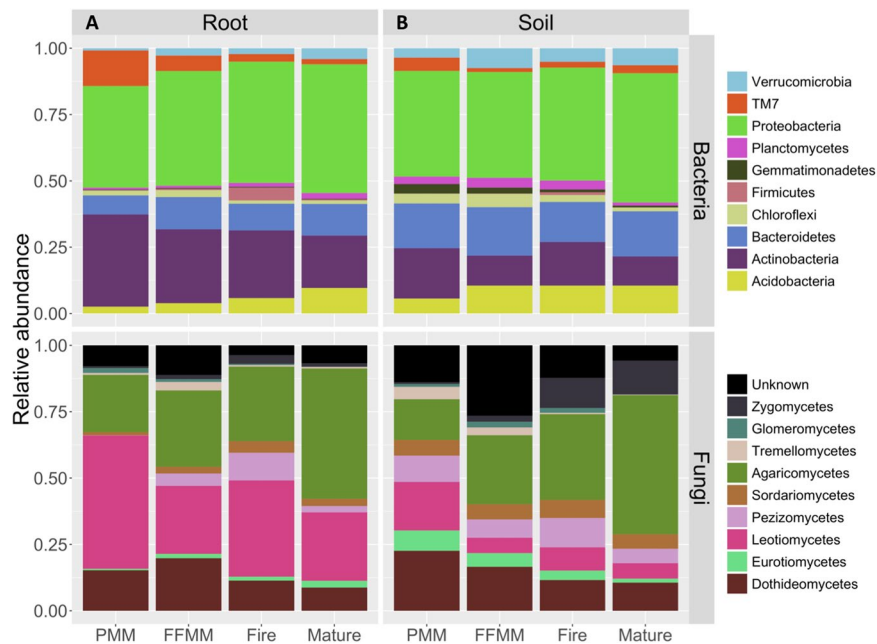 A Root
B Soil
Relative abundance
1.00
0.75
0.50
0.25
0.00
Bacteria
Verrucomicrobia
TM7
Proteobacteria
Planctomycetes
Gemmatimonadetes
Firmicutes
Chloroflexi
Bacteroidetes
Actinobacteria
Acidobacteria
1.00
0.75
0.50
0.25
0.00
Fungi
Unknown
Zygomycetes
Glomeromycetes
Tremellomycetes
Agaricomycetes
Sordariomycetes
Pezizomycetes
Leotiomycetes
Eurotiomycetes
Dothideomycetes
PMM FFMM Fire Mature
PMM FFMM Fire Mature